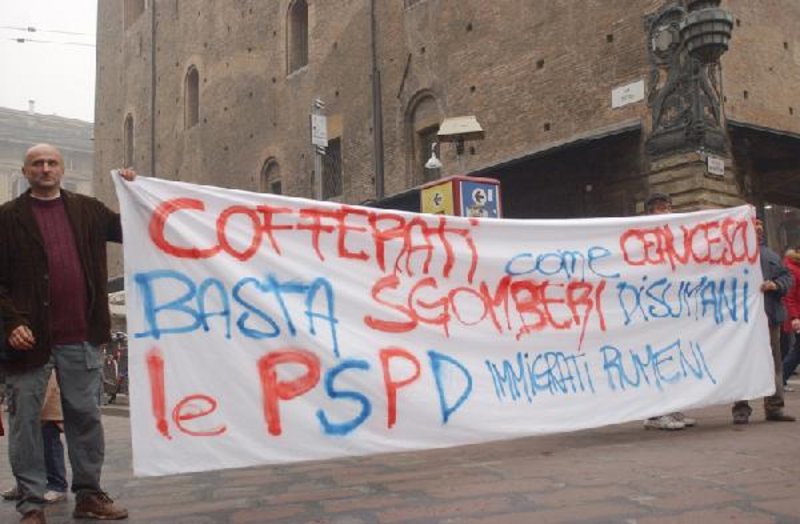 COFFERATI come CEAUCESCU
BASTA SGOMBERI DISUMANI
le PSPD IMMIGRATI RUMENI